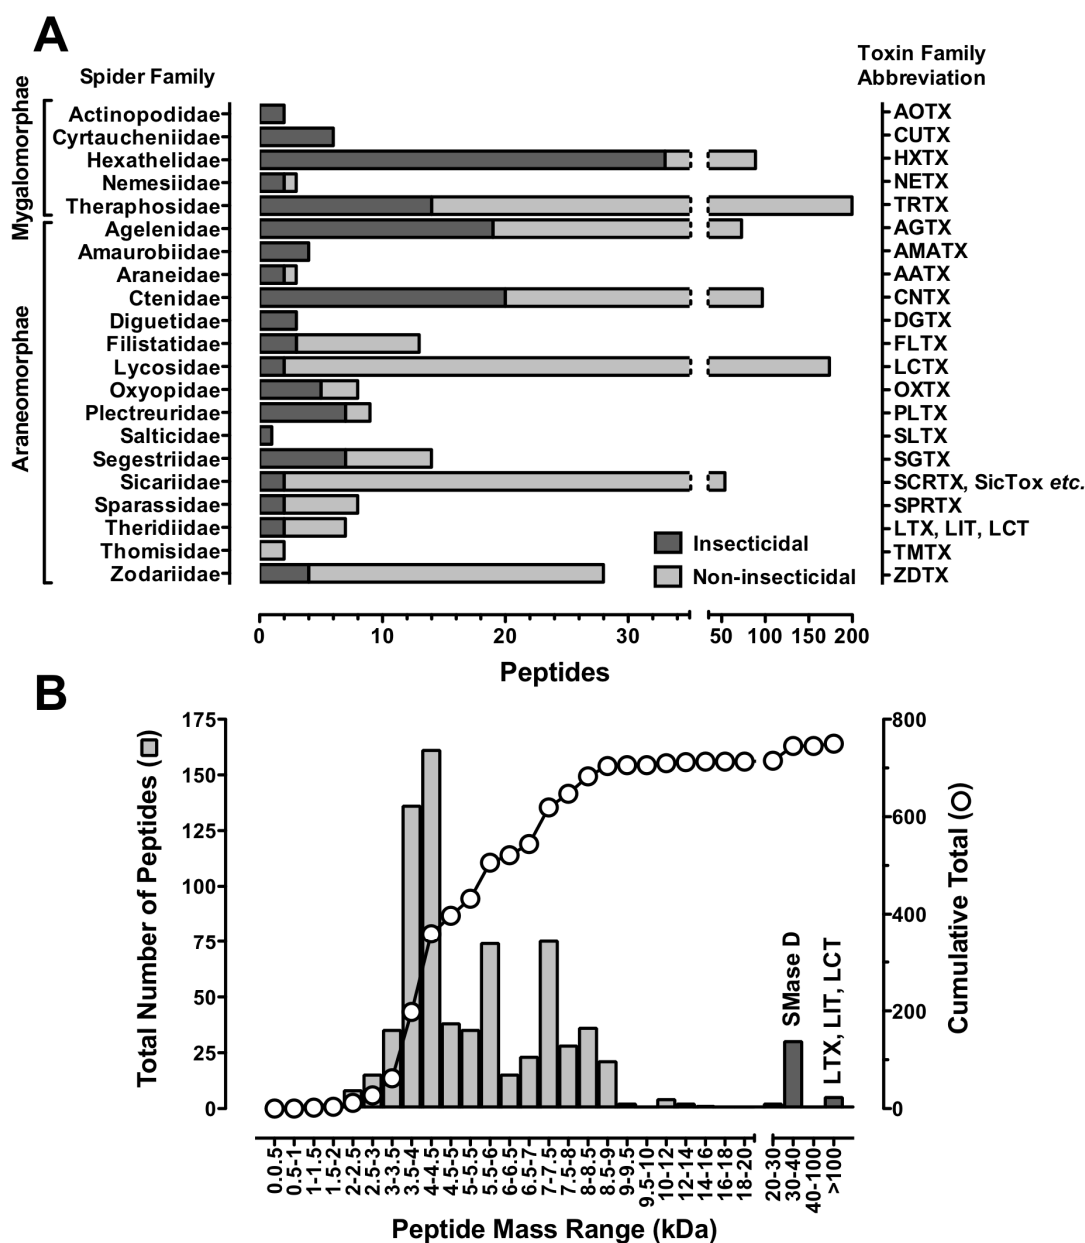 A
Spider Family
Toxin Family
Abbreviation
Mygalomorphae
Araneomorphae
Actinopodidae
AOTX
Cyrtaucheniidae
CUTX
Hexathelidae
HXTX
Nemesiidae
NETX
Theraphosidae
TRTX
Agelenidae
AGTX
Amaurobiidae
AMATX
Araneidae
AATX
Ctenidae
CNTX
Diguetidae
DGTX
Filistatidae
FLTX
Lycosidae
LCTX
Oxyopidae
OXTX
Plectreuridae
PLTX
Salticidae
SLTX
Segestriidae
SGTX
Sicariidae
SCRTX, SicTox etc.
Sparassidae
SPRTX
Theridiidae
LTX, LIT, LCT
Thomisidae
TMTX
Zodariidae
ZDTX
Insecticidal
Non-insecticidal
0 10 20 30 50 100 150 200
Peptides
B
Total Number of Peptides ( )
175
150
125
100
75
50
25
0
Cumulative Total ( )
800
600
400
200
0
SMase D
LTX, LIT, LCT
0.0.5
0.5-1
1-1.5
1.5-2
2-2.5
2.5-3
3-3.5
3.5-4
4-4.5
4.5-5
5-5.5
5.5-6
6-6.5
6.5-7
7-7.5
7.5-8
8-8.5
8.5-9
9-9.5
9.5-10
10-12
12-14
14-16
16-18
18-20
20-30
30-40
40-100
>100
Peptide Mass Range (kDa)